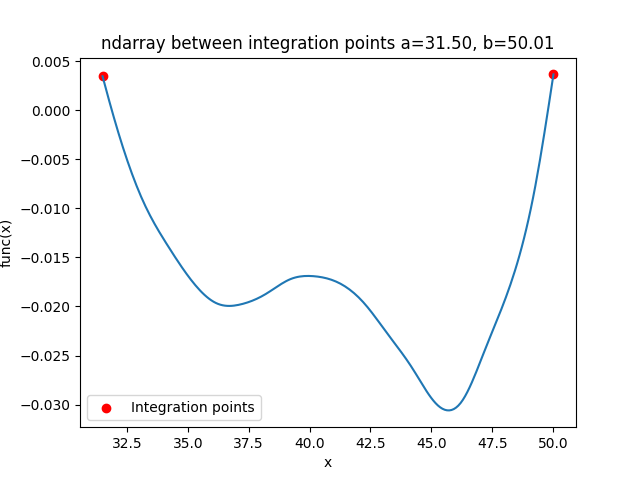 ndarray between integration points a=31.50, b=50.01
0.005
0.000
−0.005
−0.010
−0.015
−0.020
−0.025
−0.030
func(x)
Integration points
32.5 35.0 37.5 40.0 42.5 45.0 47.5 50.0
x